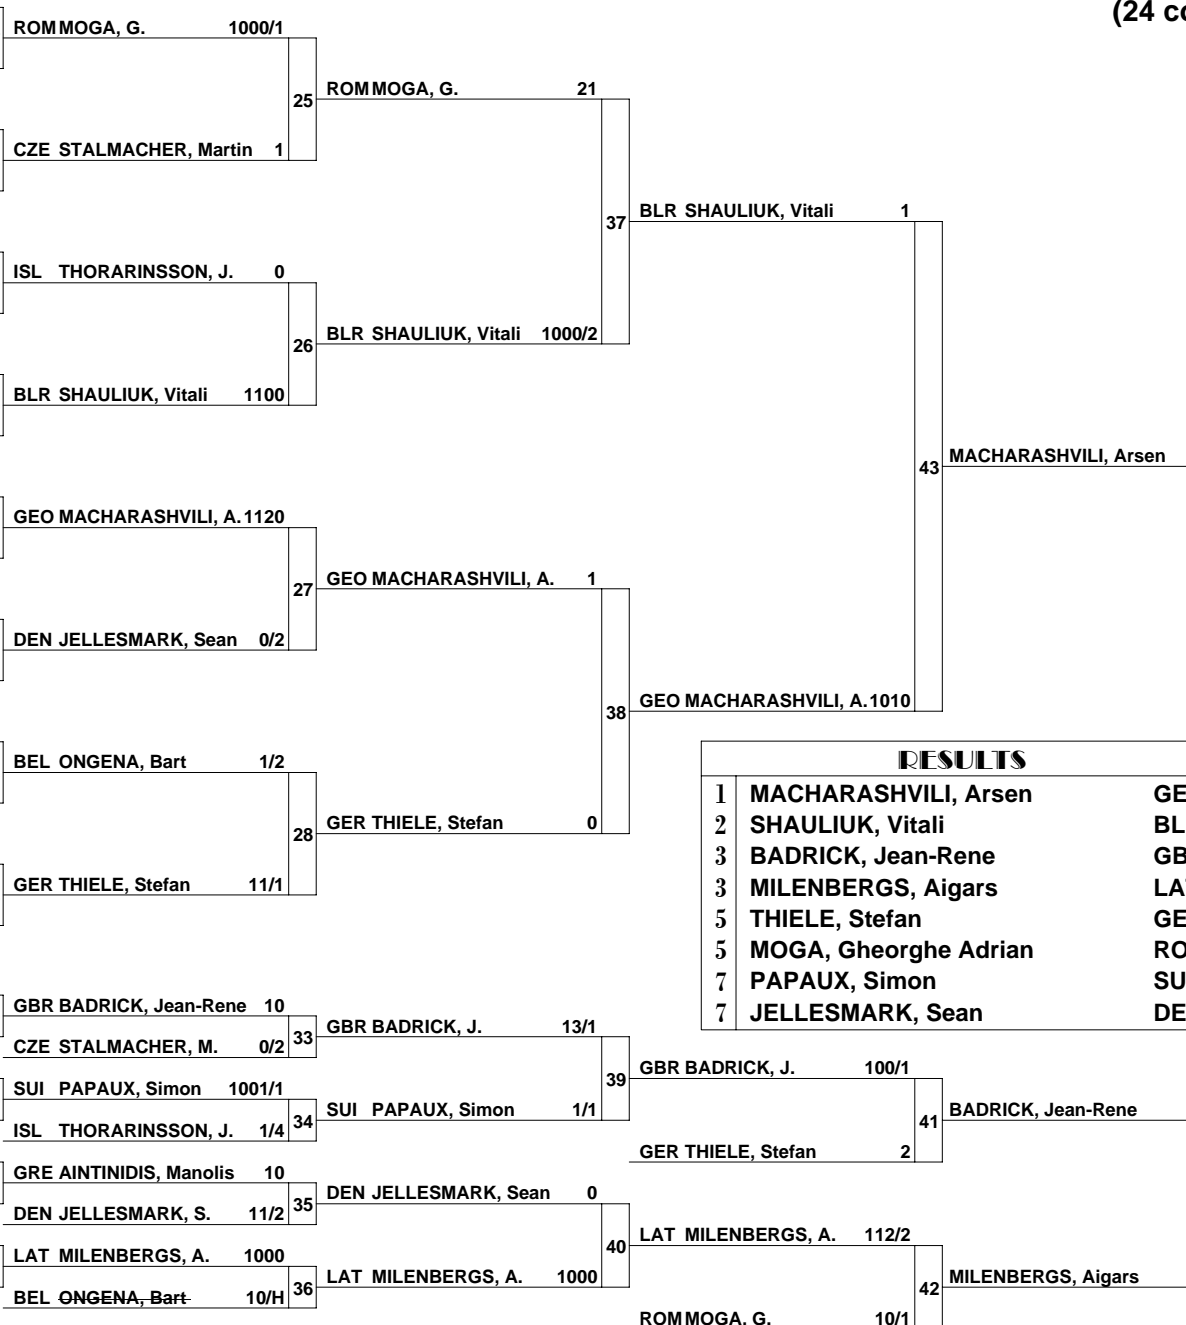 (24
ROM MOGA, G. 1000/1
25
ROM MOGA, G. 21
CZE STALMACHER, Martin 1
37
BLR SHAULIUK, Vitali 1
ISL THORARINSSON, J. 0
26
BLR SHAULIUK, Vitali 1000/2
BLR SHAULIUK, Vitali 1100
43
MACHARASHVILI, Arsen
GEO MACHARASHVILI, A. 1120
27
GEO MACHARASHVILI, A. 1
DEN JELLESMARK, Sean 0/2
38
GEO MACHARASHVILI, A. 1010
BEL ONGENA, Bart 1/2
28
GER THIELE, Stefan 0
GER THIELE, Stefan 11/1
RESULTS
1 MACHARASHVILI, Arsen GE
2 SHAULIUK, Vitali BL
3 BADRICK, Jean-Rene GB
3 MILENBERGS, Aigars LA
5 THIELE, Stefan GE
5 MOGA, Gheorghe Adrian RO
7 PAPAUX, Simon SU
7 JELLESMARK, Sean DE
GBR BADRICK, Jean-Rene 10
33
GBR BADRICK, J. 13/1
CZE STALMACHER, M. 0/2
39
GBR BADRICK, J. 100/1
SUI PAPAUX, Simon 1001/1
34
SUI PAPAUX, Simon 1/1
41
BADRICK, Jean-Rene
ISL THORARINSSON, J. 1/4
GER THIELE, Stefan 2
GRE AINTINIDIS, Manolis 10
35
DEN JELLESMARK, Sean 0
DEN JELLESMARK, S. 11/2
40
LAT MILENBERGS, A. 112/2
LAT MILENBERGS, A. 1000
36
LAT MILENBERGS, A. 1000
42
MILENBERGS, Aigars
BEL ONGENA, Bart 10/H
ROM MOGA, G. 10/1